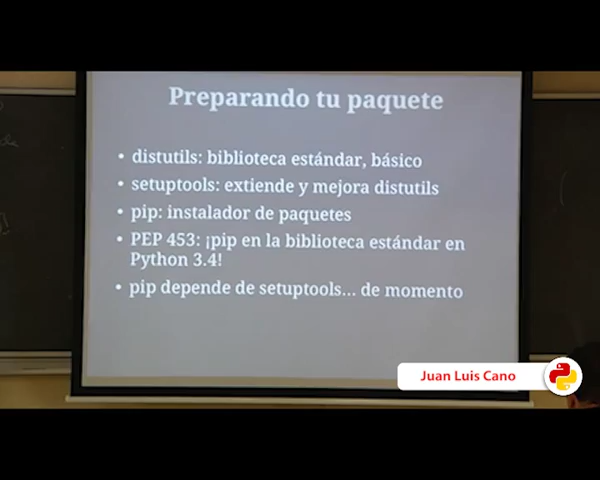 Preparando tu paquete
• distutils: biblioteca estándar, básico
• setuptools: extiende y mejora distutils
• pip: instalador de paquetes
• PEP 453: ¡pip en la biblioteca estándar en
Python 3.4!
• pip depende de setuptools... de momento
Juan Luis Cano